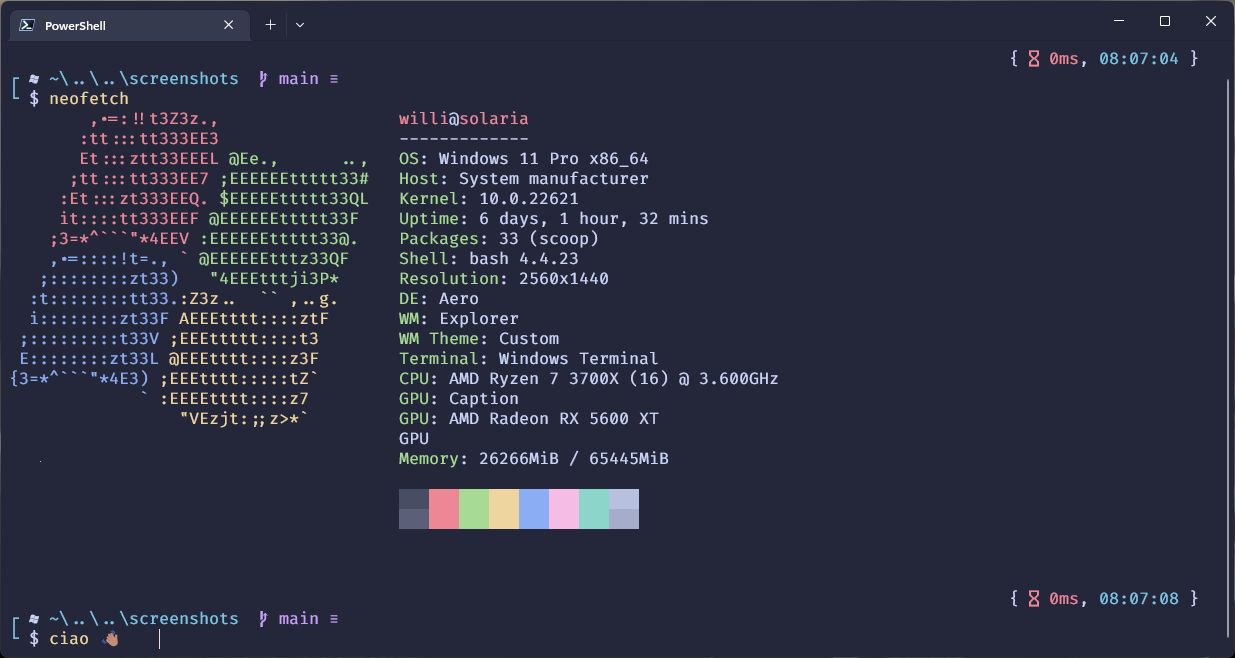 PowerShell
{ 0ms, 08:07:04 }
~\..\..\screenshots main ≡
$ neofetch
,.=:!!t3Z3z., willi@solaria
:tt:::tt333EE3 -------------
Et:::ztt33EEEL @Ee., .., OS: Windows 11 Pro x86_64
;tt:::tt333EE7 ;EEEEEEttttt33# Host: System manufacturer
:Et:::zt333EEQ. $EEEEEttttt33QL Kernel: 10.0.22621
it::::tt333EEF @EEEEEEttttt33F Uptime: 6 days, 1 hour, 32 mins
;3=*^```"*4EEV :EEEEEEttttt33@. Packages: 33 (scoop)
,.=::::!t=., ` @EEEEEEtttz33QF Shell: bash 4.4.23
;::::::::zt33) "4EEEtttji3P* Resolution: 2560x1440
:t::::::::tt33.:Z3z.. `` ,..g. DE: Aero
i::::::::zt33F AEEEtttt::::ztF WM: Explorer
;:::::::::t33V ;EEEttttt::::t3 WM Theme: Custom
E::::::::zt33L @EEEtttt::::z3F Terminal: Windows Terminal
{3=*^```"*4E3) ;EEEtttt:::::tZ` CPU: AMD Ryzen 7 3700X (16) @ 3.600GHz
` :EEEEtttt::::z7 GPU: Caption
"VEzjt:;;z>*` GPU: AMD Radeon RX 5600 XT
GPU
Memory: 26266MiB / 65445MiB
{ 0ms, 08:07:08 }
~\..\..\screenshots main ≡
$ ciao 👋🏽